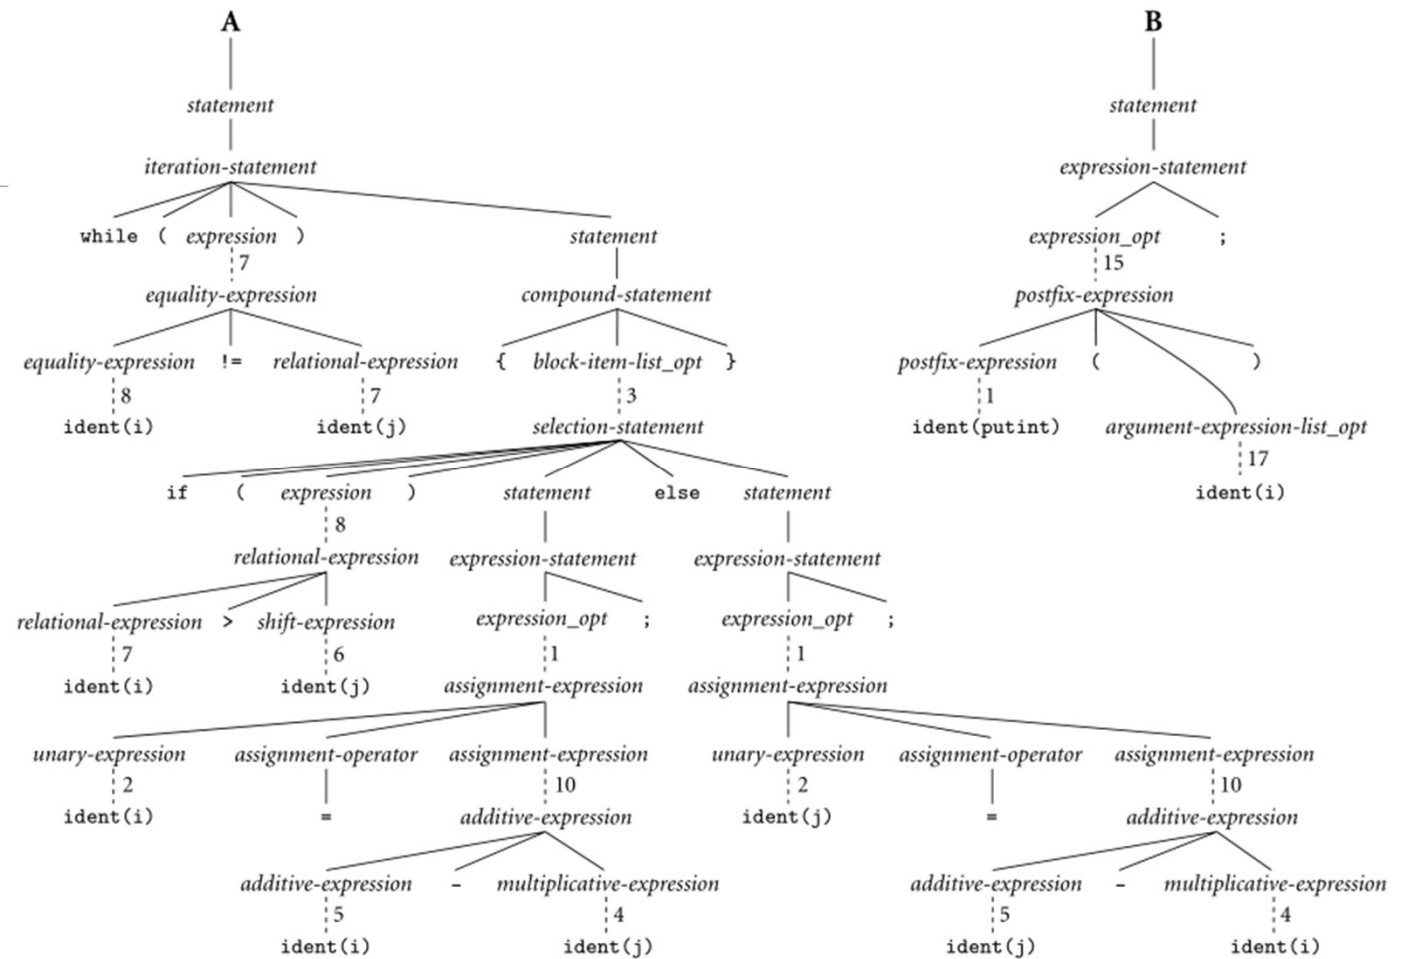 A B
statement statement
iteration-statement expression-statement
while ( expression ) statement expression_opt ;
7 15
equality-expression compound-statement postfix-expression
equality-expression != relational-expression { block-item-list_opt } postfix-expression ( )
8 7 3 1
ident(i) ident(j) selection-statement ident(putint) argument-expression-list_opt
17
if ( expression ) statement else statement ident(i)
8
relational-expression expression-statement expression-statement
relational-expression > shift-expression expression_opt ; expression_opt ;
7 6 1 1
ident(i) ident(j) assignment-expression assignment-expression
unary-expression assignment-operator assignment-expression unary-expression assignment-operator assignment-expression
2 10 2 10
ident(i) = additive-expression ident(j) = additive-expression
additive-expression - multiplicative-expression additive-expression - multiplicative-expression
5 4 5 4
ident(i) ident(j) ident(j) ident(i)